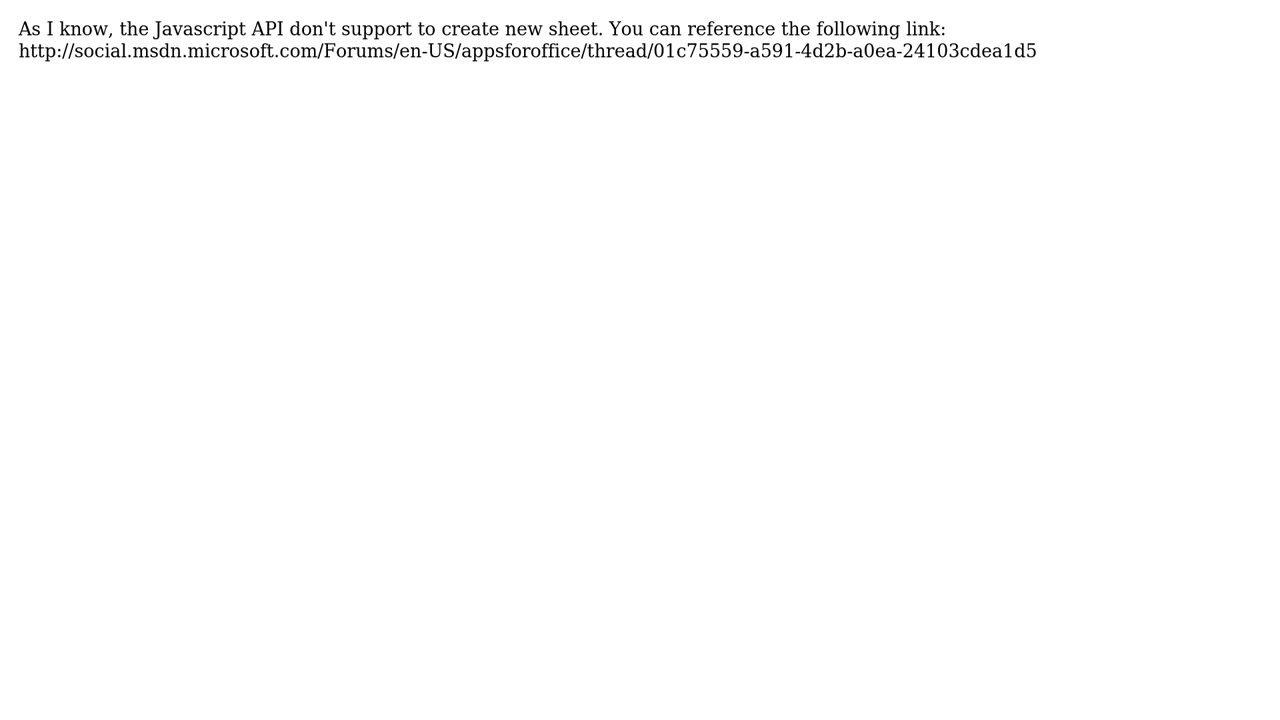 As I know, the Javascript API don't support to create new sheet. You can reference the following link:
http://social.msdn.microsoft.com/Forums/en-US/appsforoffice/thread/01c75559-a591-4d2b-a0ea-24103cdea1d5